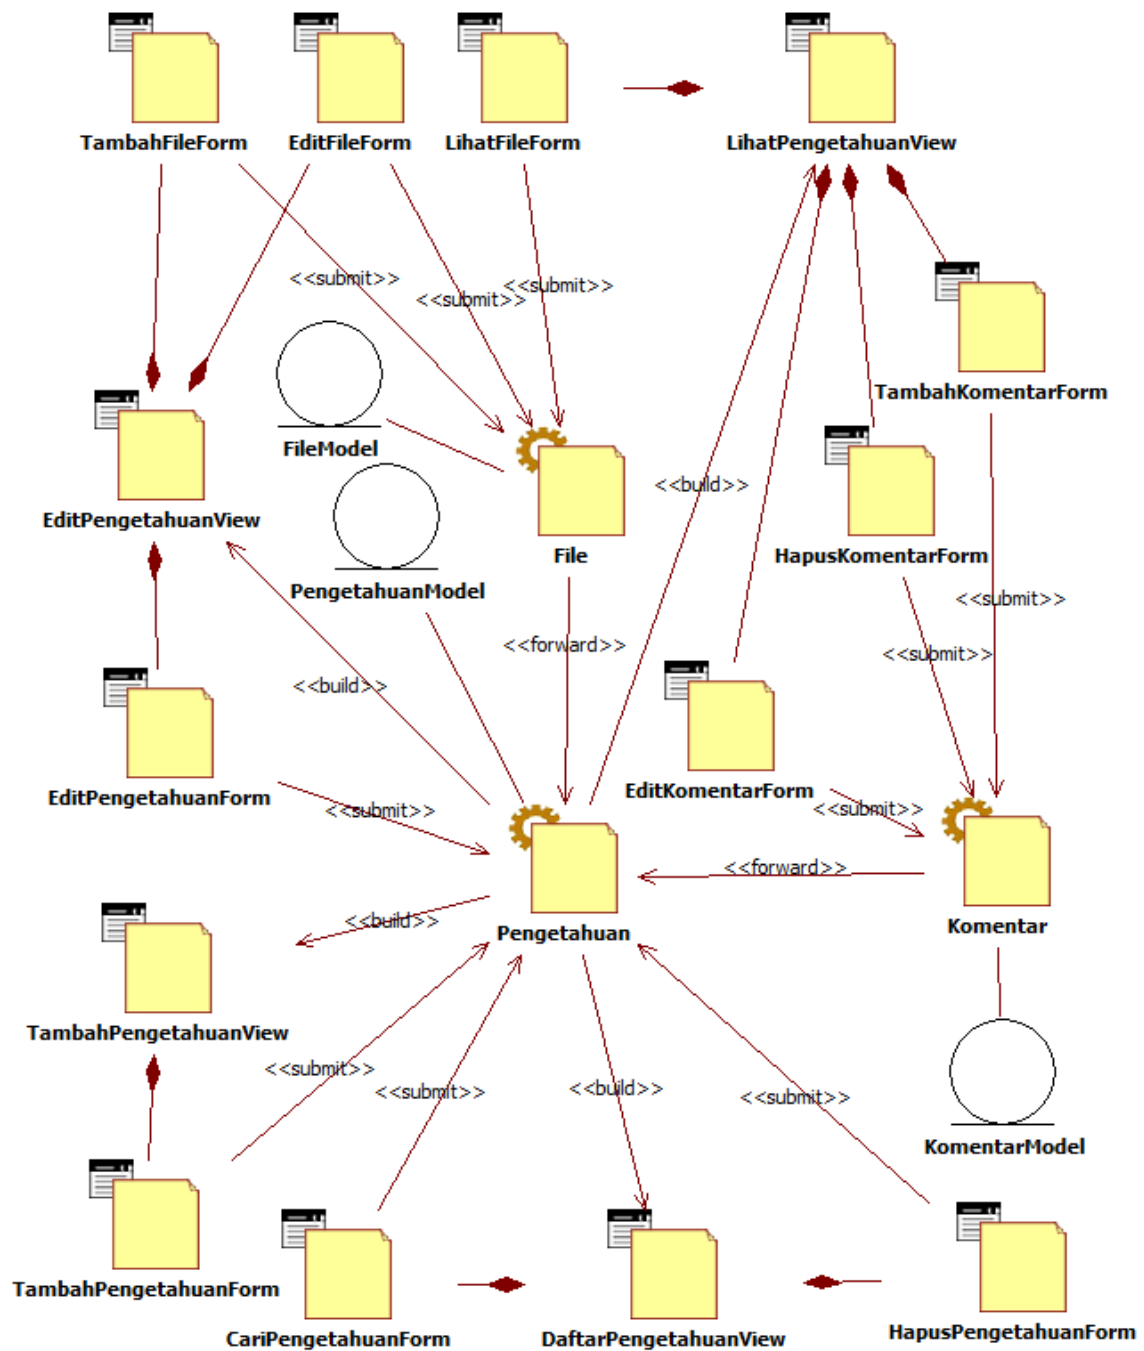 TambahFileForm
EditFileForm
LihatFileForm
LihatPengetahuanView
<<submit>>
<<submit>>
<<submit>>
TambahKomentarForm
FileModel
<<build>>
EditPengetahuanView
File
HapusKomentarForm
PengetahuanModel
<<submit>>
<<forward>>
<<submit>>
<<build>>
EditPengetahuanForm
EditKomentarForm
<<submit>>
<<submit>>
<<forward>>
<<build>>
Pengetahuan
Komentar
TambahPengetahuanView
<<submit>>
<<submit>>
<<build>>
<<submit>>
KomentarModel
TambahPengetahuanForm
CariPengetahuanForm
DaftarPengetahuanView
HapusPengetahuanForm